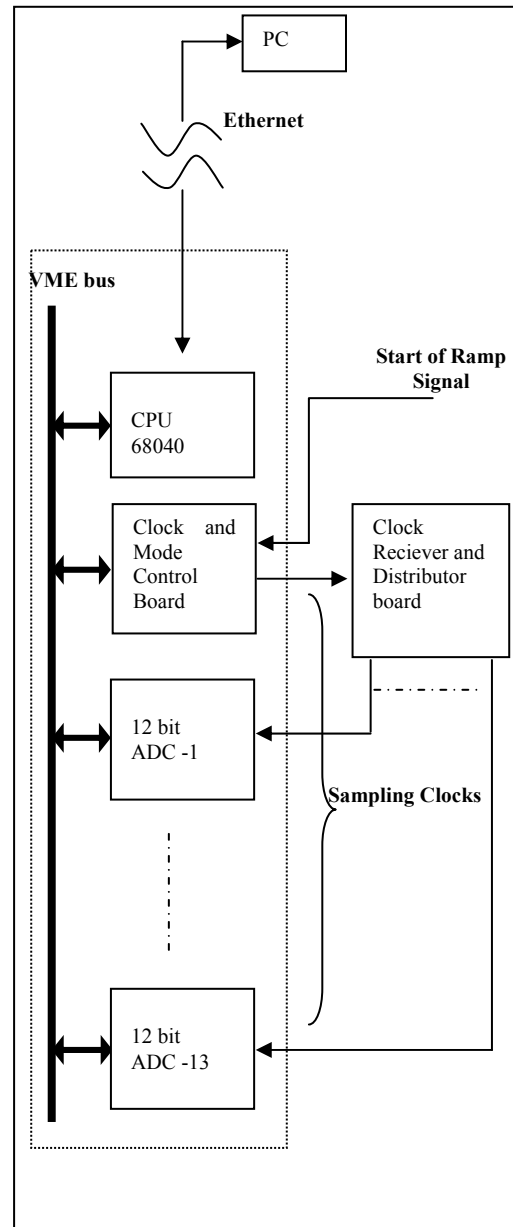 PC
Ethernet
VME bus
Start of Ramp
Signal
CPU
68040
Clock and
Mode
Control
Board
Clock
Reciever and
Distributor
board
12 bit
ADC -1
Sampling Clocks
12 bit
ADC -13